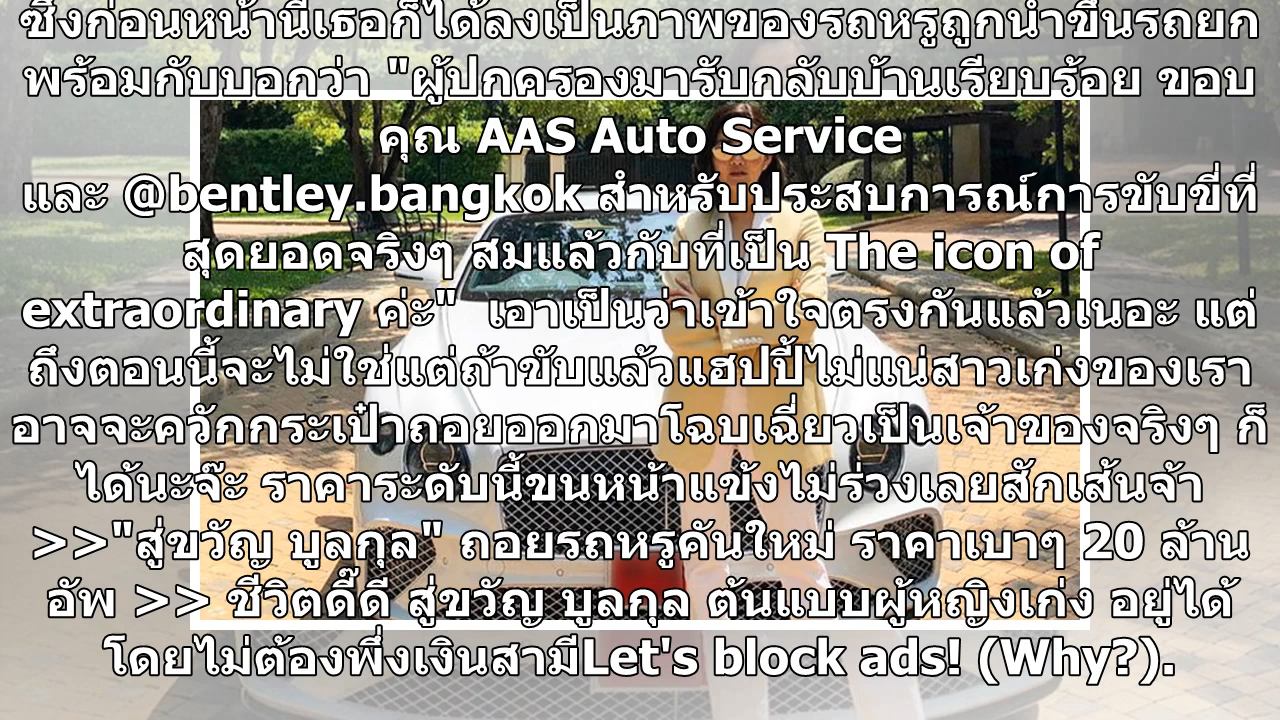 ซึ่งก่อนหน้านี้เธอก็ได้ลงเป็นภาพของรถหรูถูกนำขึ้นรถยก
พร้อมกับบอกว่า "ผู้ปกครองมารับกลับบ้านเรียบร้อย ขอบ
คุณ AAS Auto Service
และ @bentley.bangkok สำหรับประสบการณ์การขับขี่ที่
สุดยอดจริงๆ สมแล้วกับที่เป็น The icon of
extraordinary ค่ะ" เอาเป็นว่าเข้าใจตรงกันแล้วเนอะ แต่
ถึงตอนนี้จะไม่ใช่แต่ถ้าขับแล้วแฮปปี้ไม่แน่สาวเก่งของเรา
อาจจะควักกระเป๋าถอยออกมาโฉบเฉี่ยวเป็นเจ้าของจริงๆ ก็
ได้นะจ๊ะ ราคาระดับนี้ขนหน้าแข้งไม่ร่วงเลยสักเส้นจ้า
>>"สู่ขวัญ บูลกุล" ถอยรถหรูคันใหม่ ราคาเบาๆ 20 ล้าน
อัพ >> ชีวิตดี๊ดี สู่ขวัญ บูลกุล ต้นแบบผู้หญิงเก่ง อยู่ได้
โดยไม่ต้องพึ่งเงินสามีLet's block ads! (Why?).